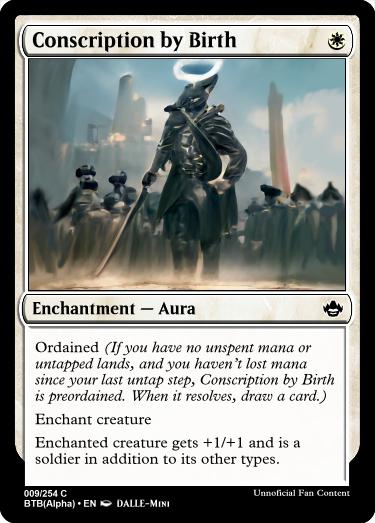 Conscription by Birth
Enchantment — Aura
Ordained (If you have no unspent mana or
untapped lands, and you haven't lost mana
since your last untap step, Conscription by Birth
is preordained. When it resolves, draw a card.)
Enchant creature
Enchanted creature gets +1/+1 and is a
soldier in addition to its other types.
009/254 C
BTB(Alpha) • EN DALLE-MINI
Unofficial Fan Content